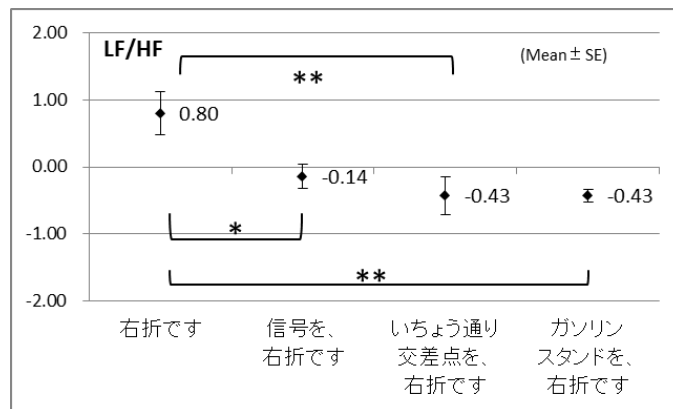 2.00
LF/HF
(Mean ± SE)
**
1.00
0.80
0.00
-0.14
-0.43
-0.43
*
-1.00
**
-2.00
右折です
信号を、
右折です
いちょう通り
交差点を、
右折です
ガソリン
スタンドを、
右折です